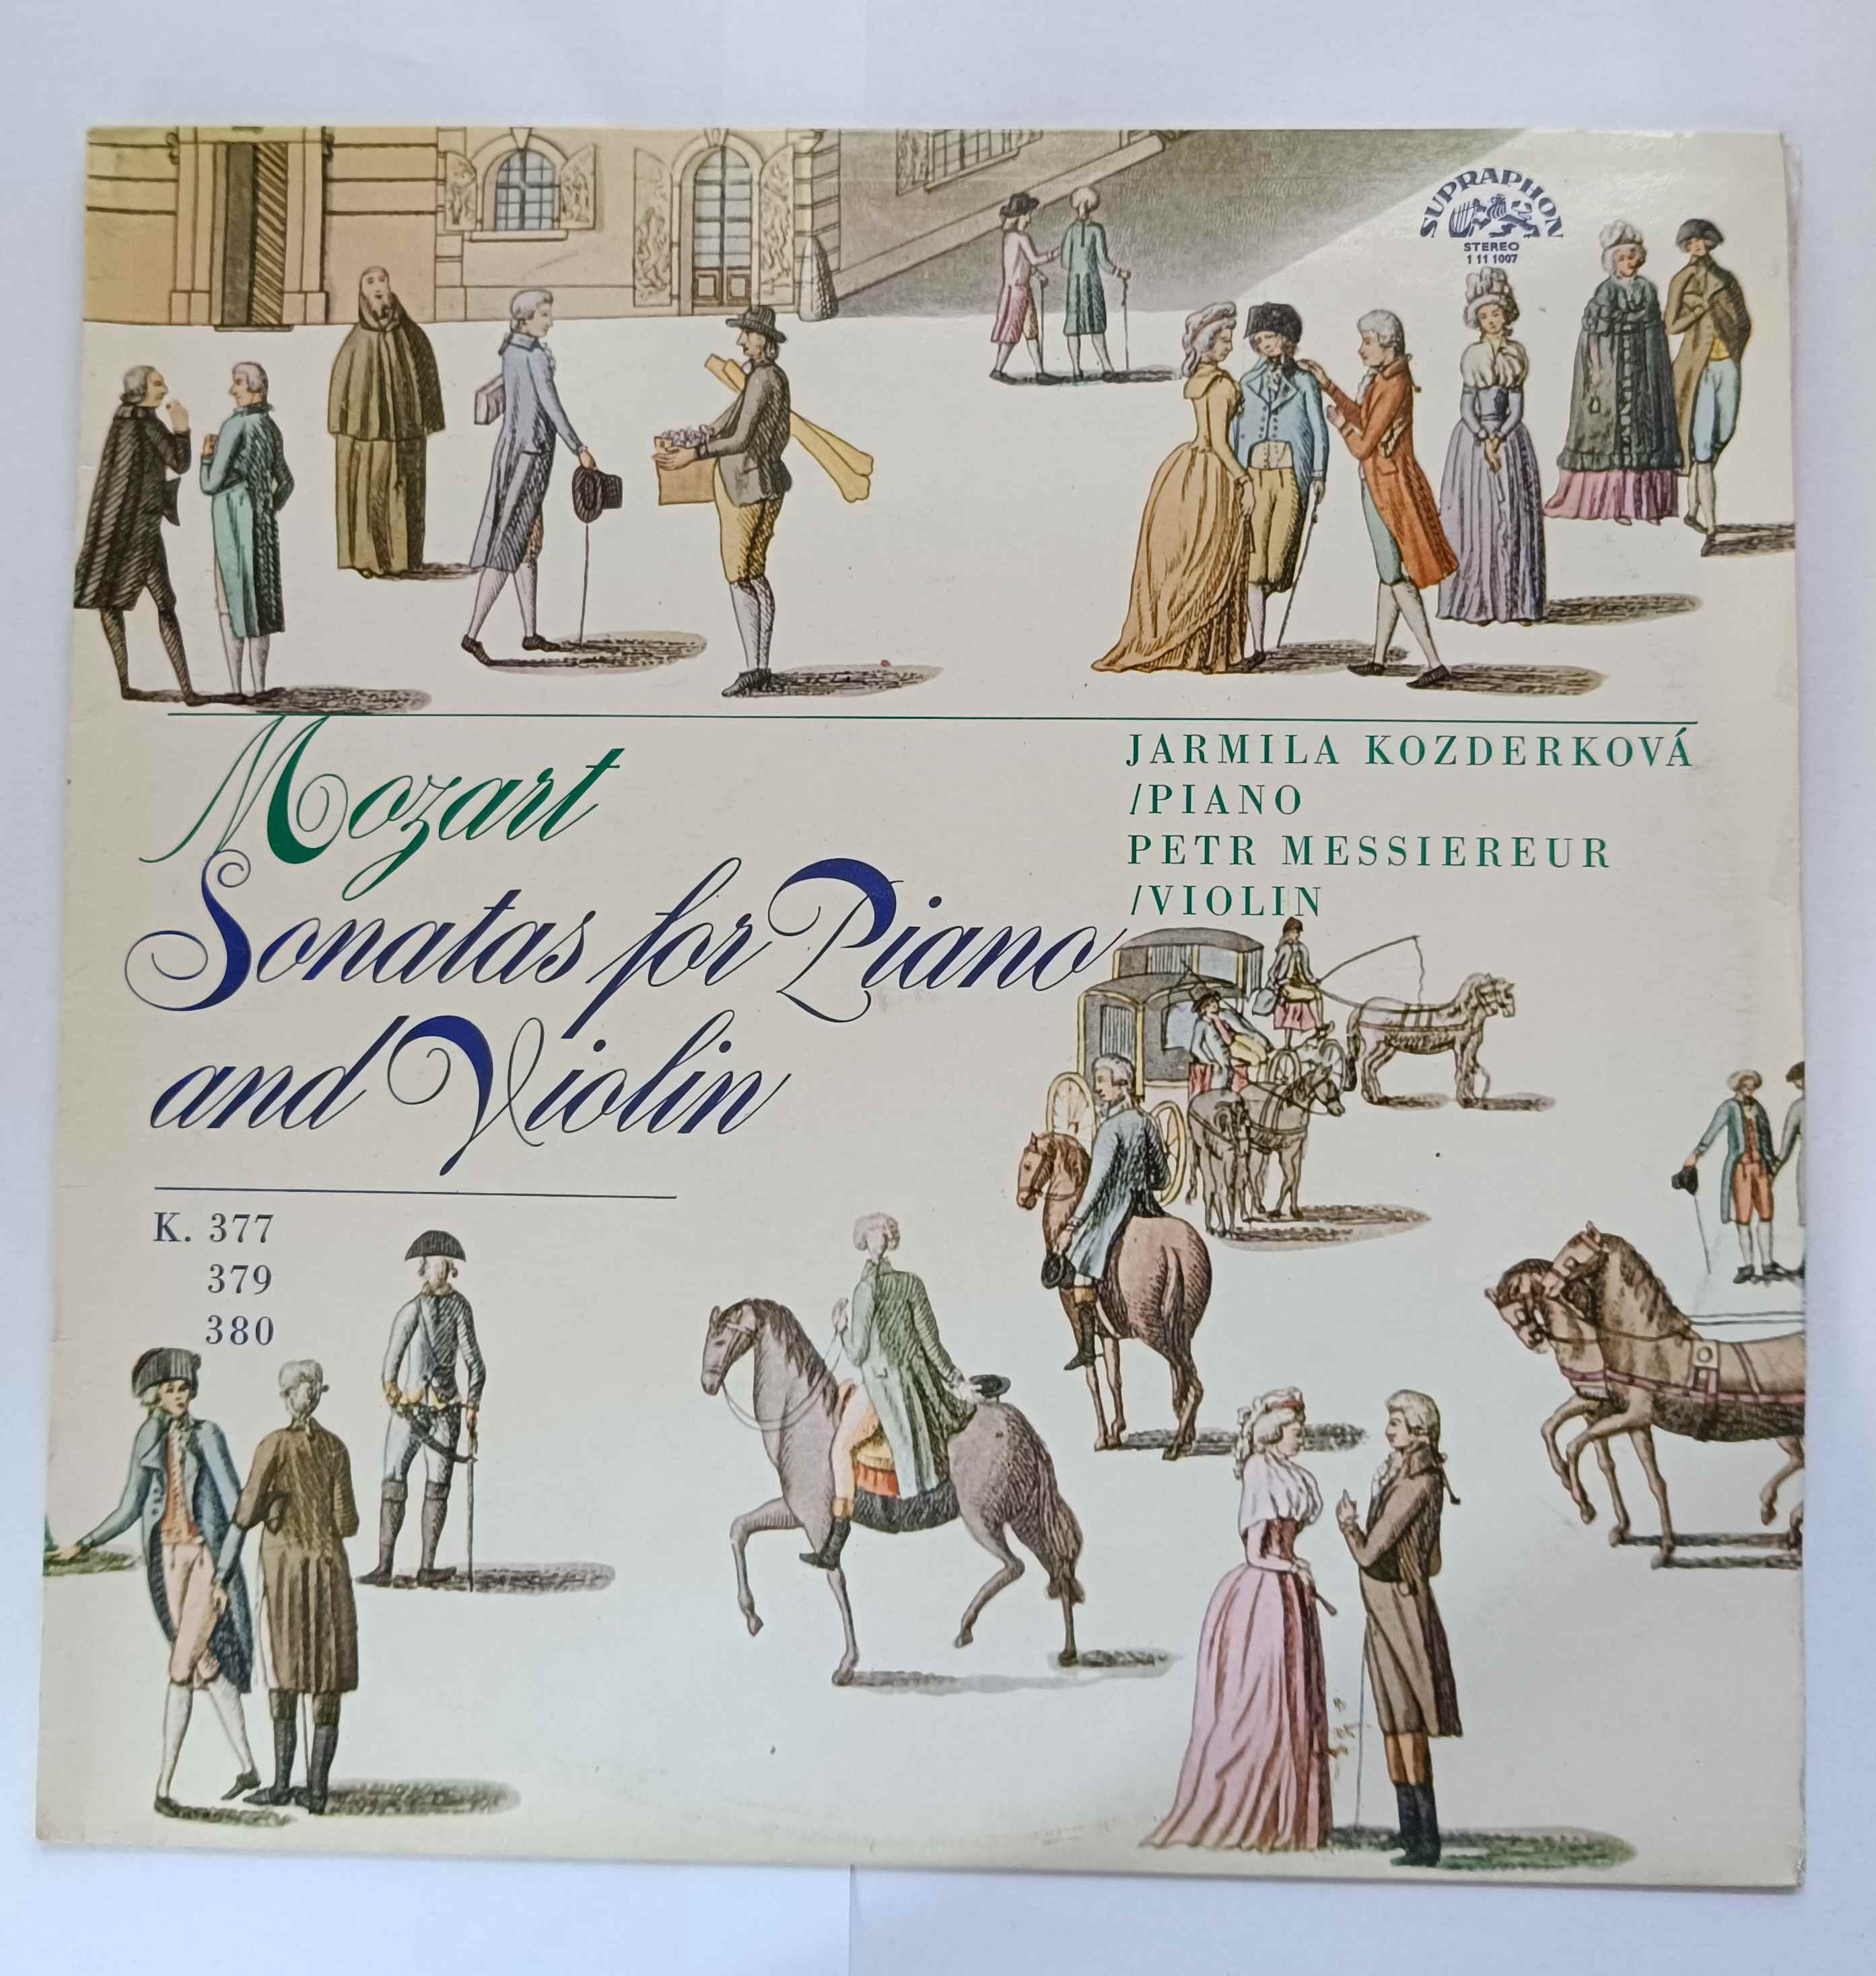 SUPRAPHON
STEREO
1 11 1007
Mozart
Sonatas for Piano
and Violin
JARMILA KOZDERKOVÁ
/PIANO
PETR MESSIEREUR
/VIOLIN
K. 377
379
380